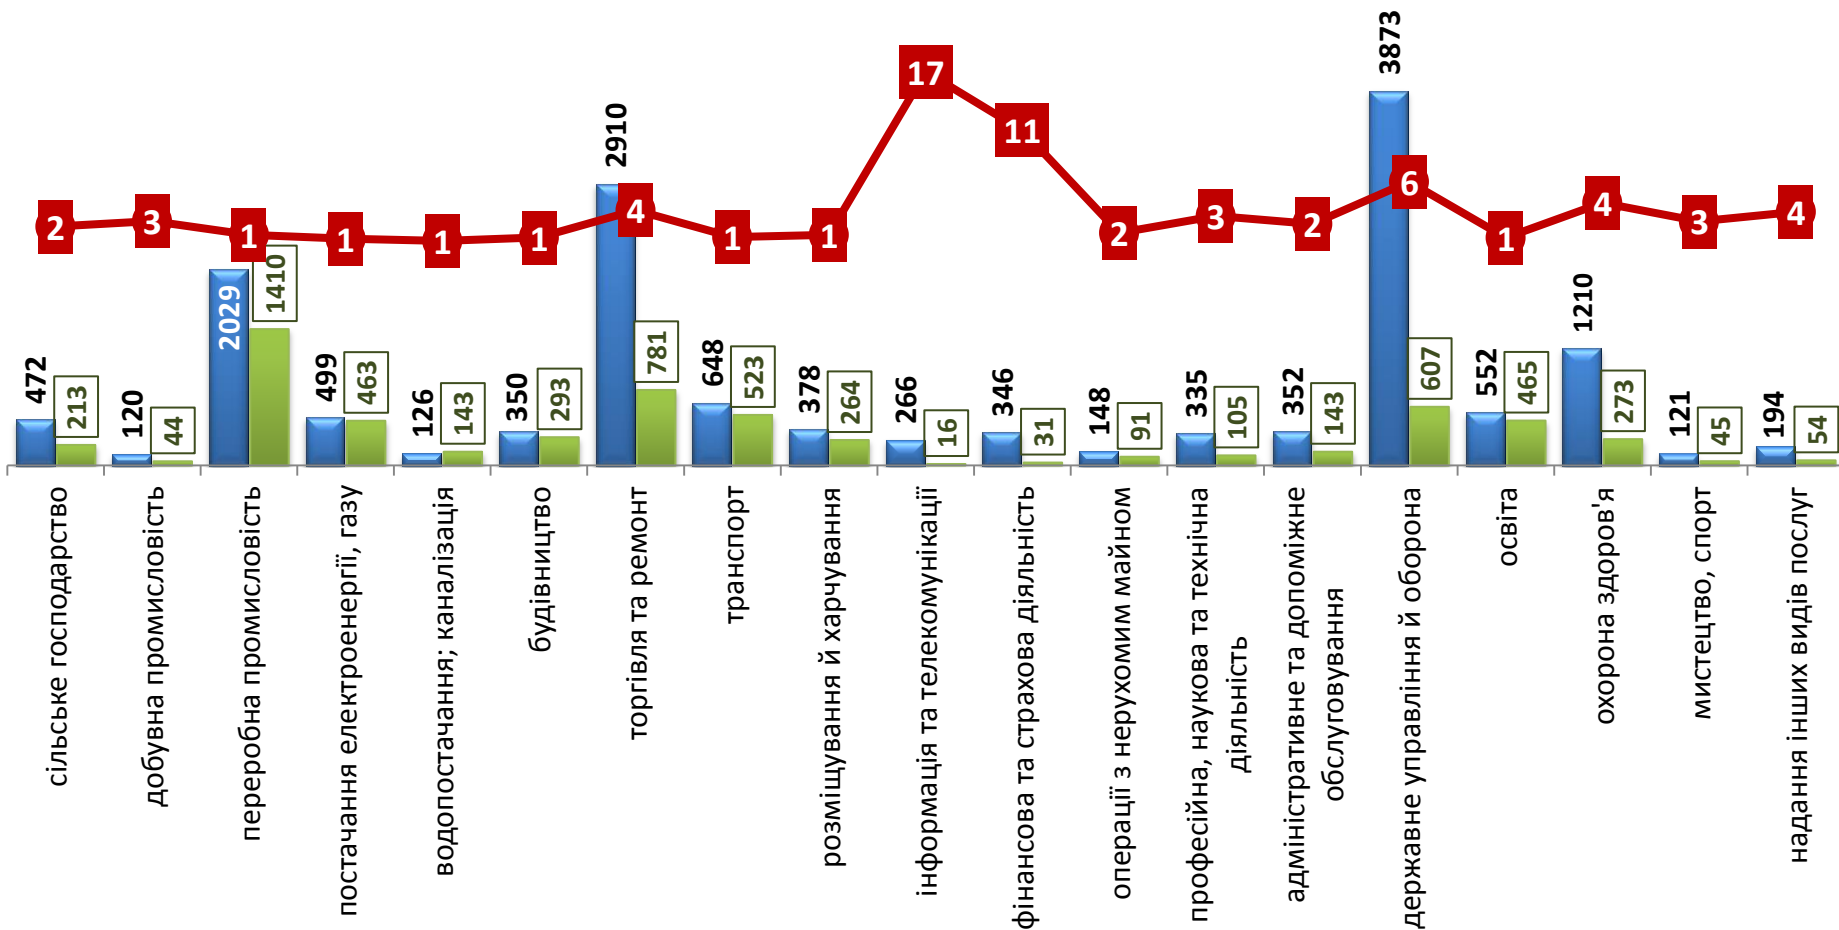 17
11
2
3
1
1
1
1
4
1
1
2
3
2
6
1
4
3
4
472
213
120
44
2029
1410
499
463
126
143
350
293
2910
781
648
523
378
264
266
16
346
31
148
91
335
105
352
143
3873
607
552
465
1210
273
121
45
194
54
сільське господарство
добувна промисловість
переробна промисловість
постачання електроенергії, газу
водопостачання; каналізація
будівництво
торгівля та ремонт
транспорт
розміщування й харчування
інформація та телекомунікації
фінансова та страхова діяльність
операції з нерухомим майном
професійна, наукова та технічна
діяльність
адміністративне та допоміжне
обслуговування
державне управління й оборона
освіта
охорона здоров'я
мистецтво, спорт
надання інших видів послуг